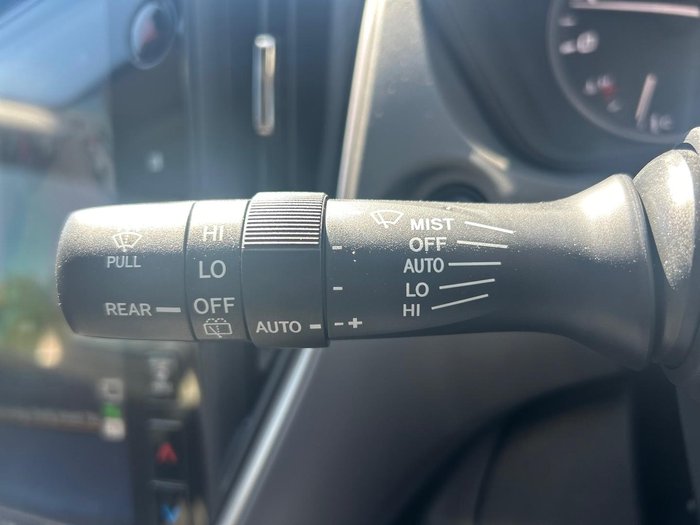 PULL
REAR
HI
LO
OFF
AUTO
- + 
MIST
OFF
AUTO
LO
HI